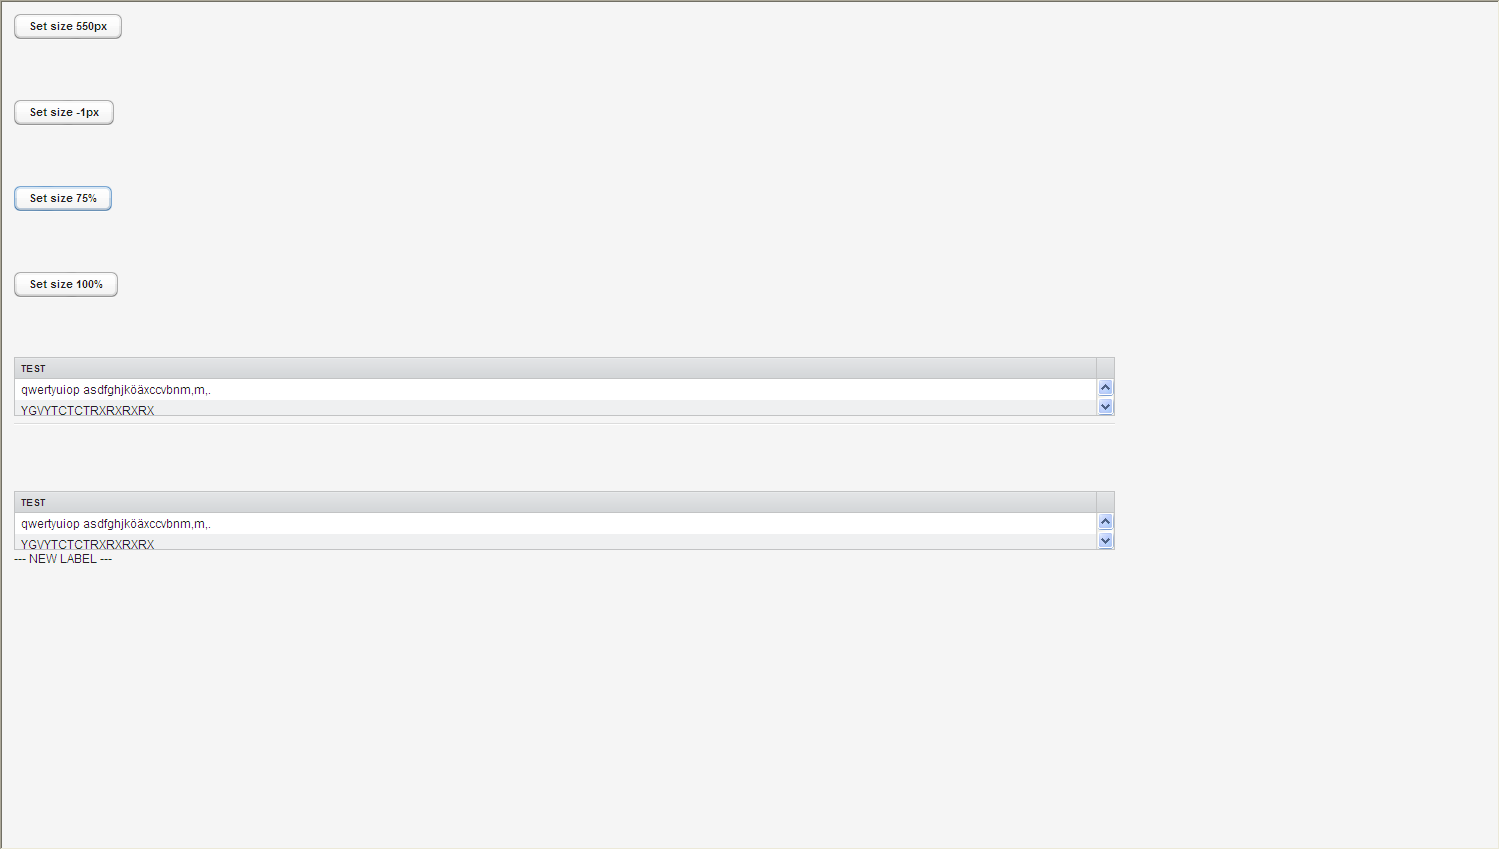 Set size 550px
Set size -1px
Set size 75%
Set size 100%
TEST
qwertyuiop asdfghjköäxccvbnm,m,.
YGVYTCTCTRXRXRXRX
TEST
qwertyuiop asdfghjköäxccvbnm,m,.
YGVYTCTCTRXRXRXRX
--- NEW LABEL ---